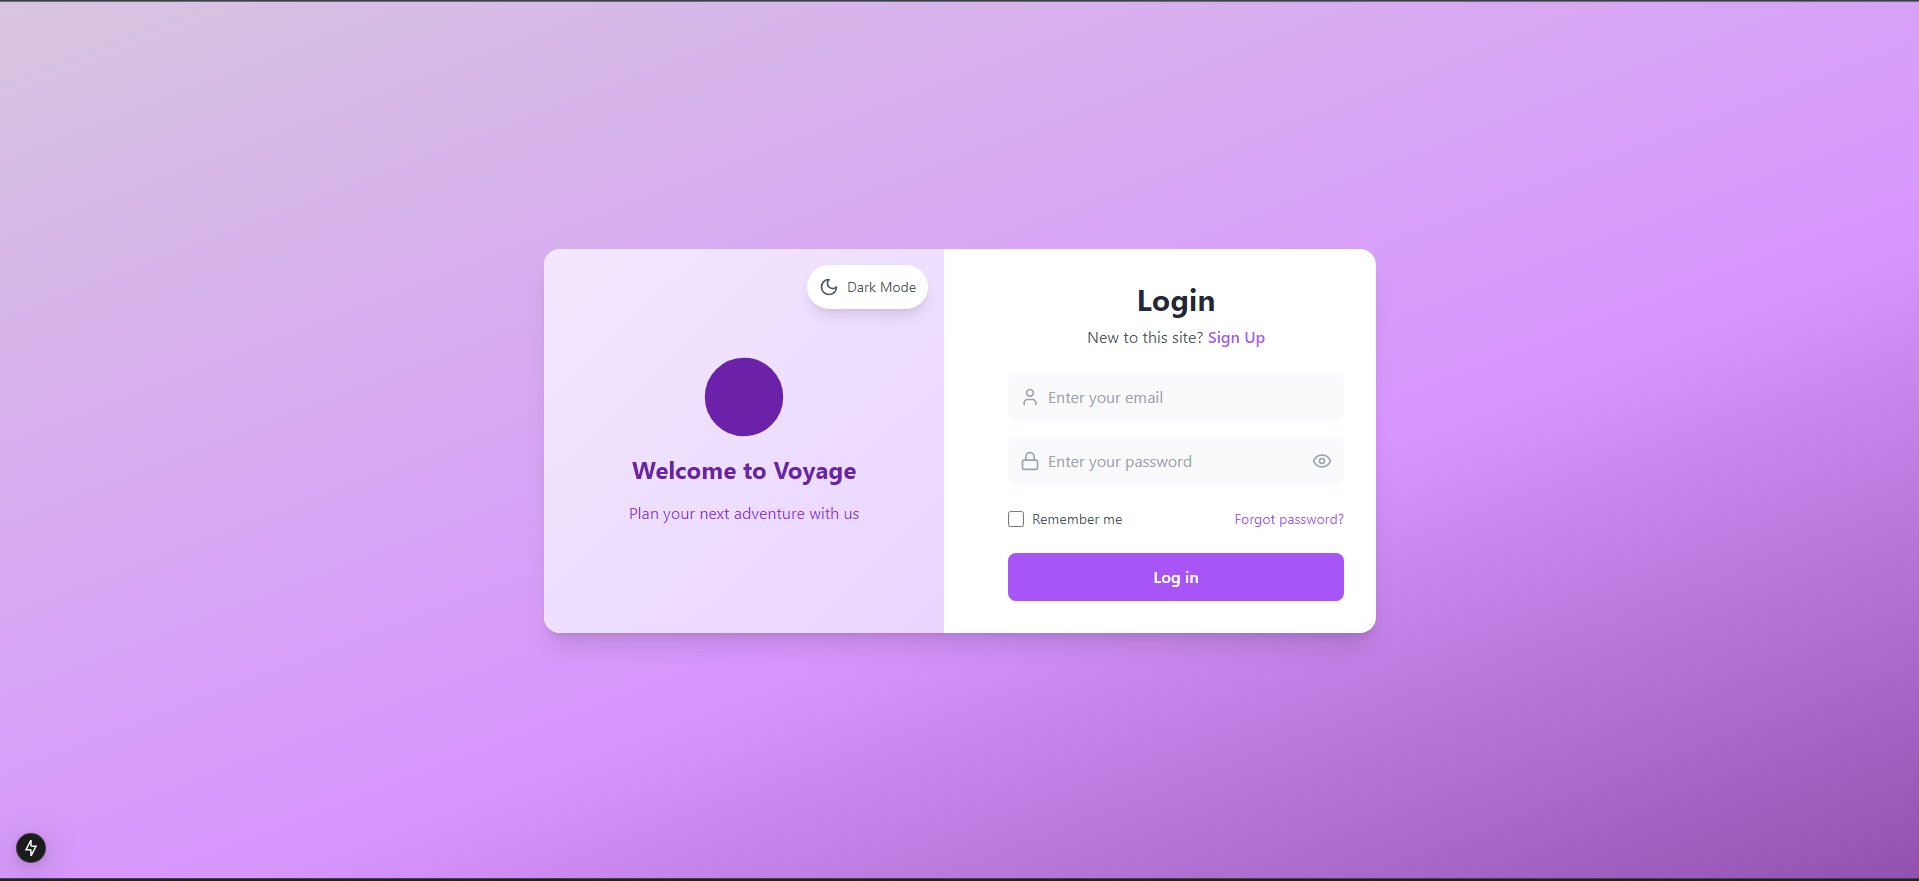 Dark Mode
Welcome to Voyage
Plan your next adventure with us
Login
New to this site? Sign Up
Enter your email
Enter your password
Remember me
Forgot password?
Log in